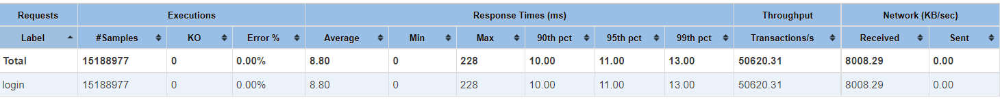 Requests Executions Response Times (ms) Throughput Network (KB/sec)
Label #Samples KO Error % Average Min Max 90th pct 95th pct 99th pct Transactions/s Received Sent
Total 15188977 0 0.00% 8.80 0 228 10.00 11.00 13.00 50620.31 8008.29 0.00
login 15188977 0 0.00% 8.80 0 228 10.00 11.00 13.00 50620.31 8008.29 0.00